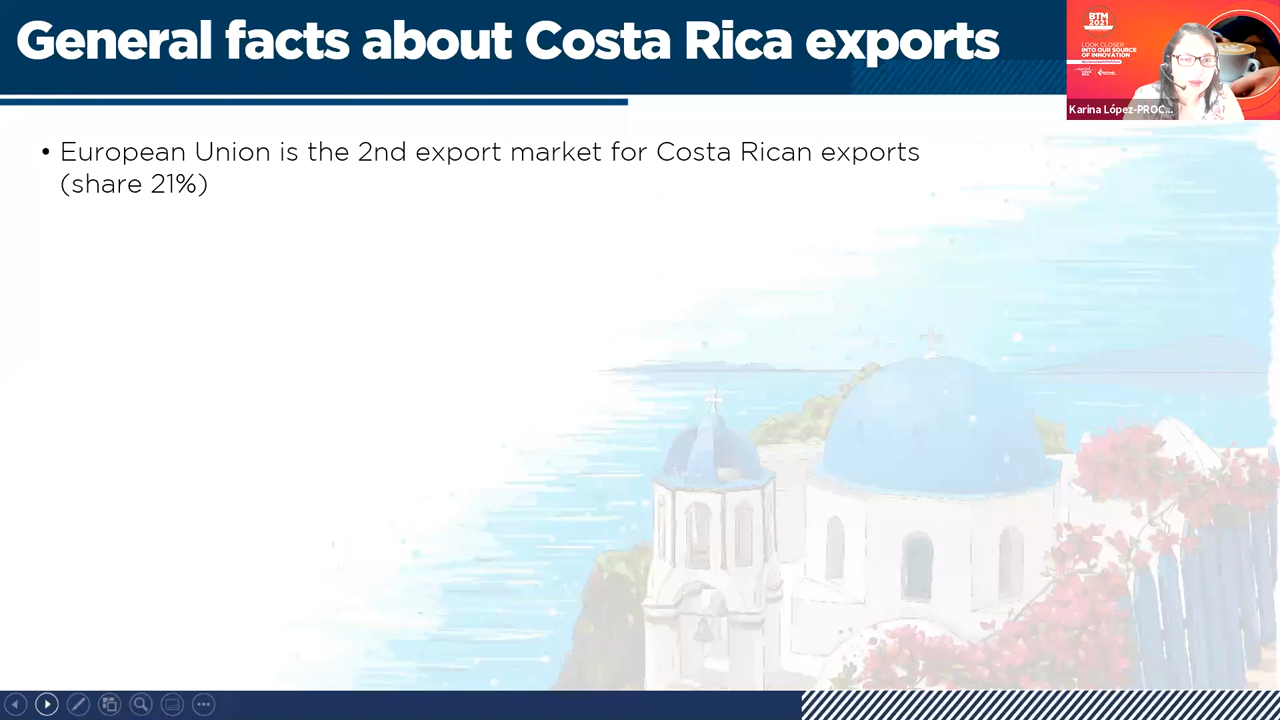 General facts about Costa Rica exports
BTM
2021
LOOK CLOSER
INTO OUR SOURCE
OF INNOVATION
Karina López-PROC...
• European Union is the 2nd export market for Costa Rican exports
(share 21%)